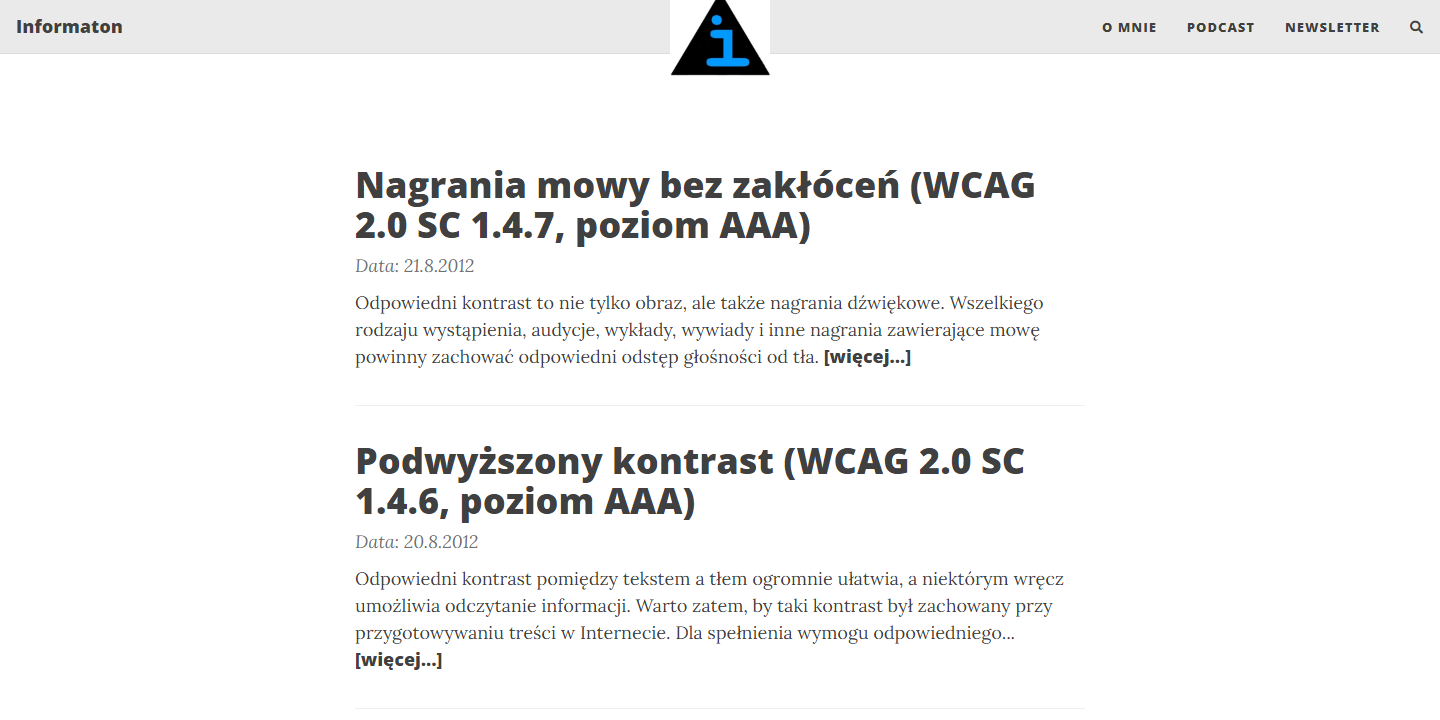 Informaton
i
O MNIE
PODCAST
NEWSLETTER
Nagrania mowy bez zakłóceń (WCAG
2.0 SC 1.4.7, poziom AAA)
Data: 21.8.2012
Odpowiedni kontrast to nie tylko obraz, ale także nagrania dźwiękowe. Wszelkiego
rodzaju wystąpienia, audycje, wykłady, wywiady i inne nagrania zawierające mowę
powinny zachować odpowiedni odstęp głośności od tła. [więcej...]
Podwyższony kontrast (WCAG 2.0 SC
1.4.6, poziom AAA)
Data: 20.8.2012
Odpowiedni kontrast pomiędzy tekstem a tłem ogromnie ułatwia, a niektórym wręcz
umożliwia odczytanie informacji. Warto zatem, by taki kontrast był zachowany przy
przygotowywaniu treści w Internecie. Dla spełnienia wymogu odpowiedniego...
[więcej...]